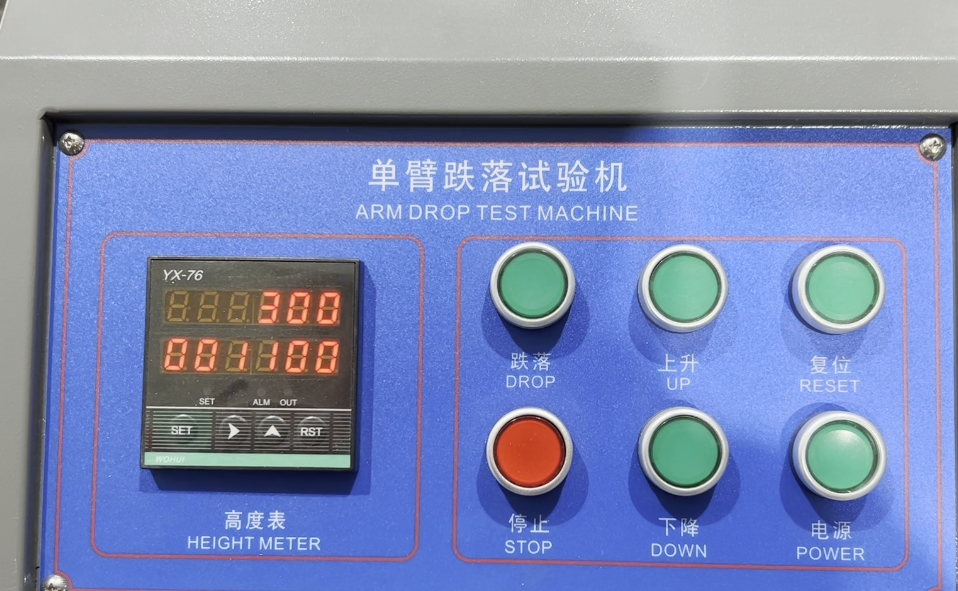 单臂跌落试验机
ARM DROP TEST MACHINE
YX-76
300
001100
SET ALM OUT
SET RST
WOHUI
高度表
HEIGHT METER
跌落
DROP
上升
UP
复位
RESET
停止
STOP
下降
DOWN
电源
POWER